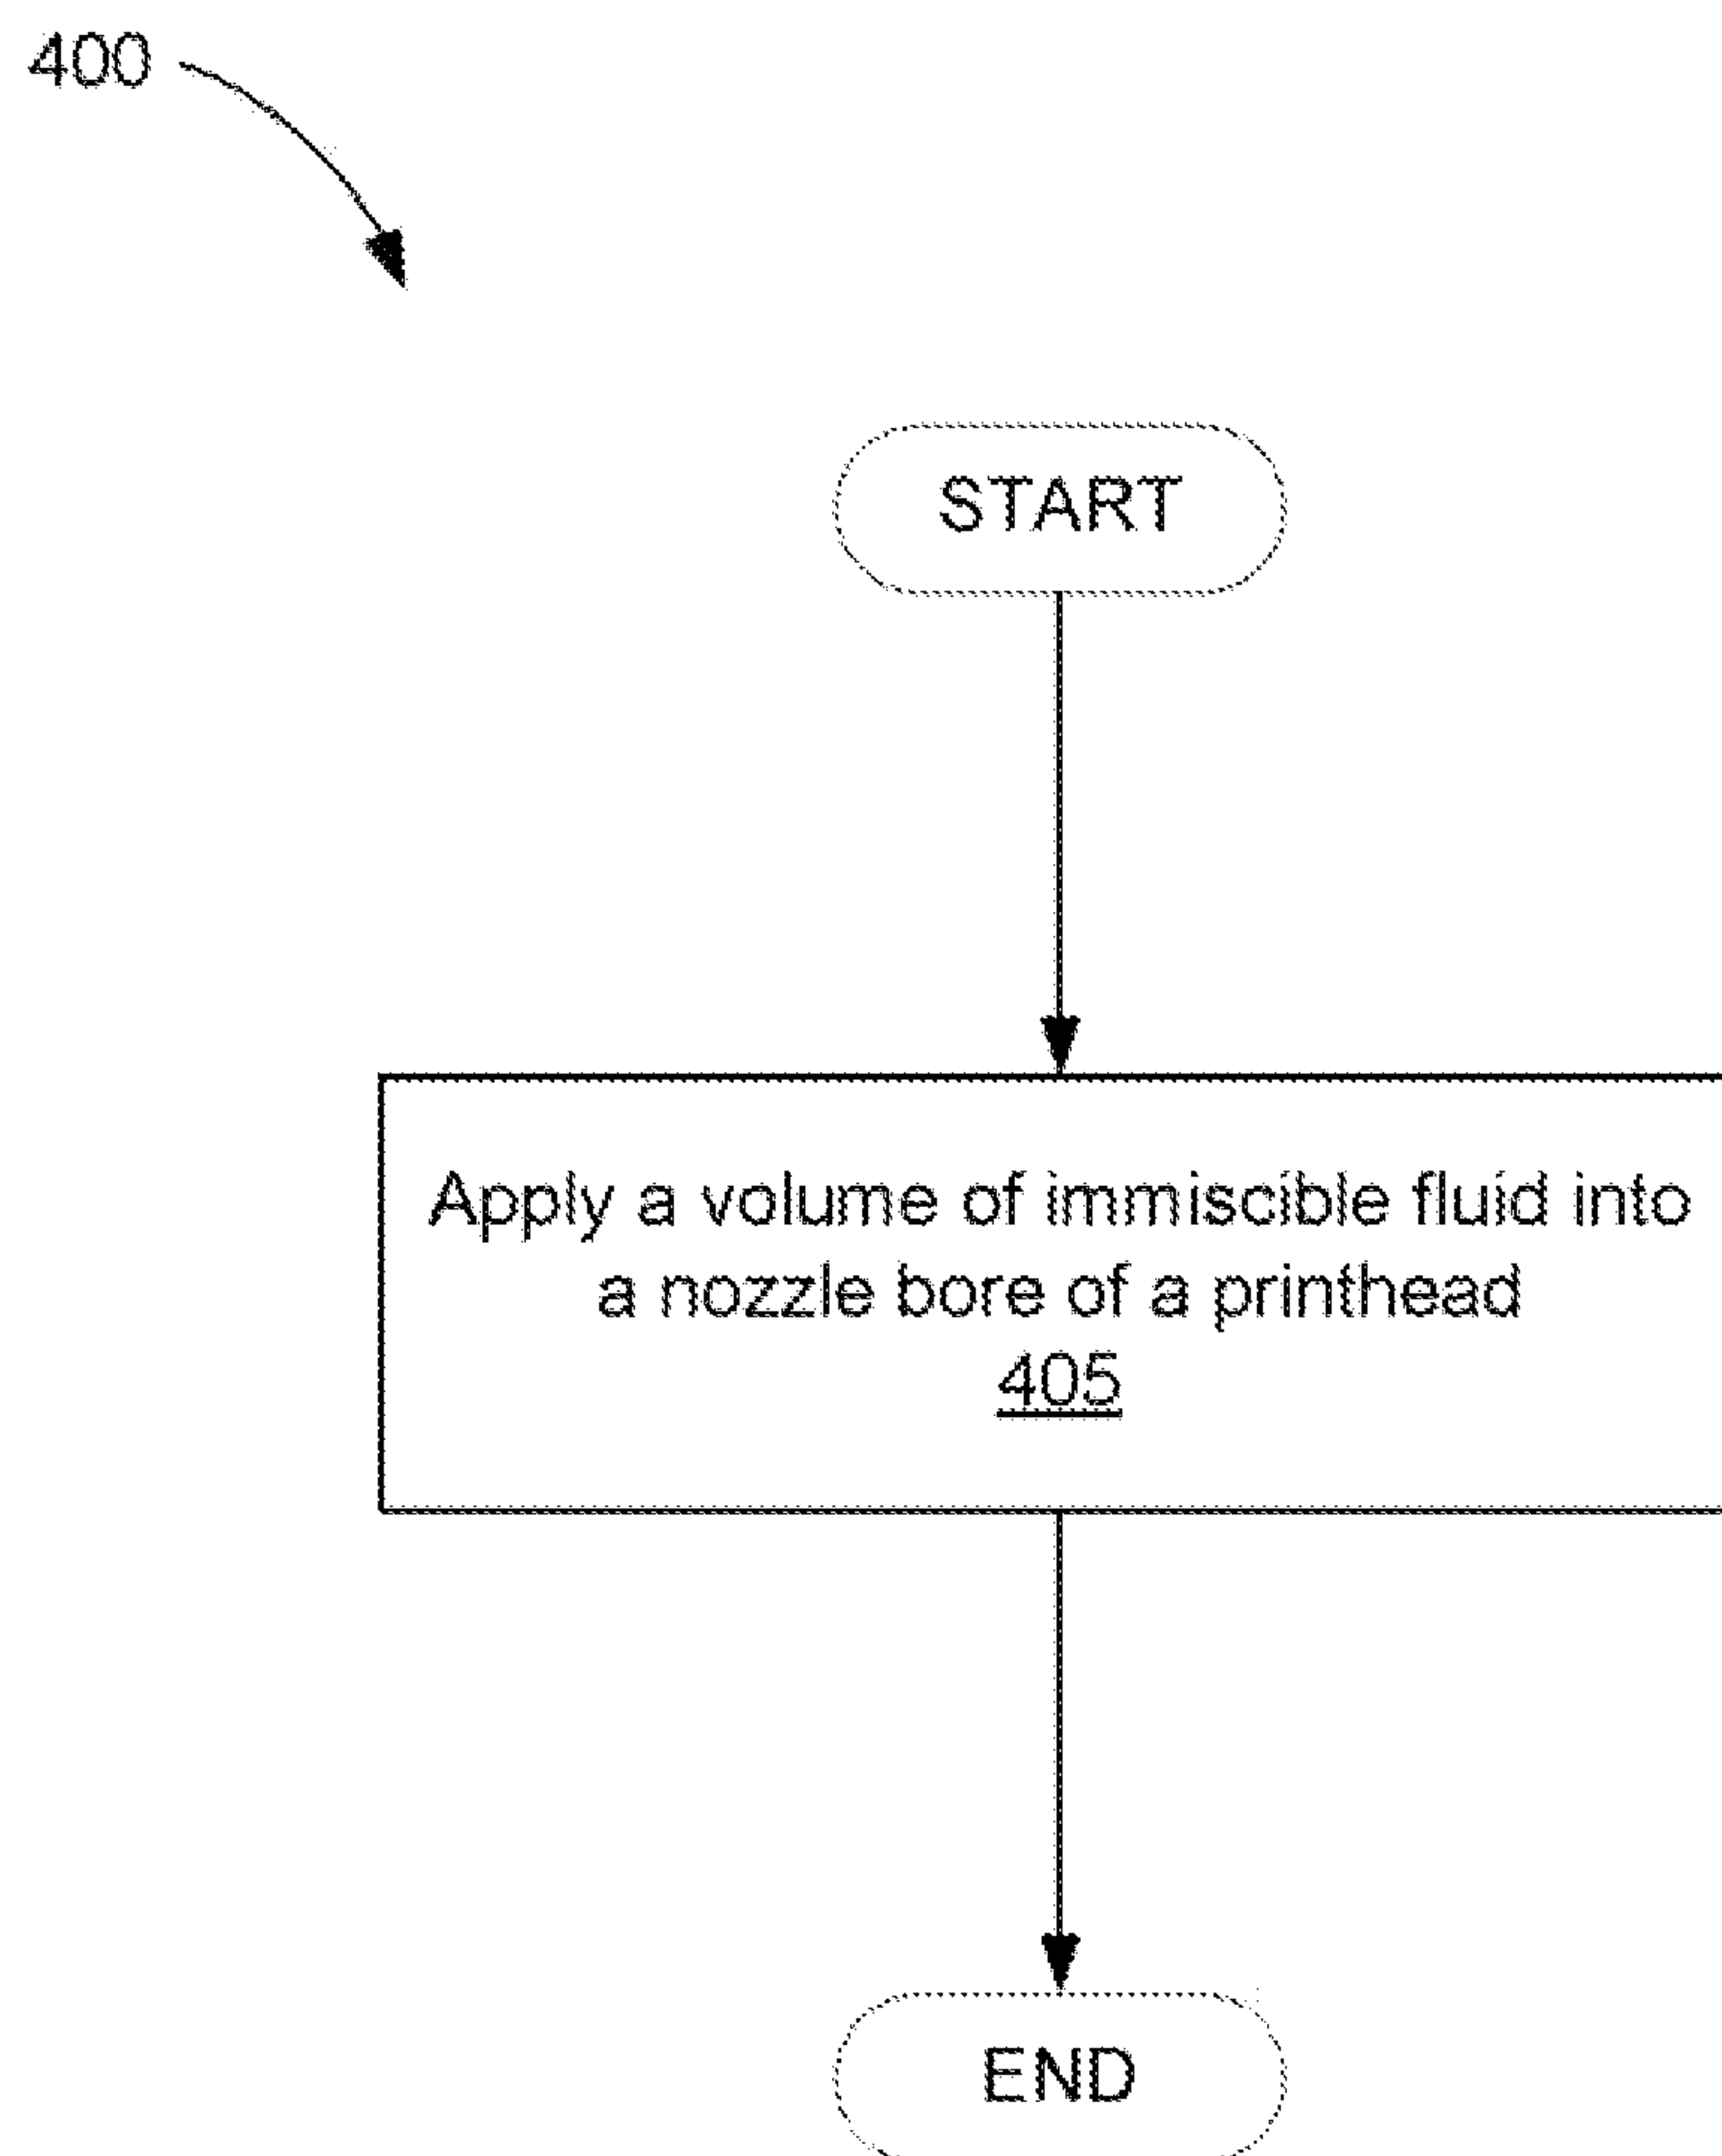 400
START
Apply a volume of immiscible fluid into
a nozzle bore of a printhead
405
END